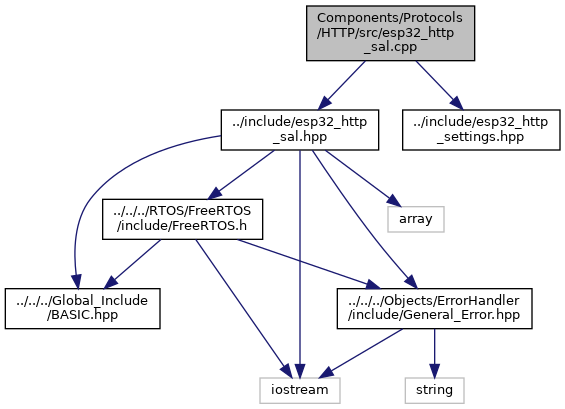 Components/Protocols
/HTTP/src/esp32_http
_sal.cpp
../include/esp32_http
_sal.hpp
../include/esp32_http
_settings.hpp
../../../RTOS/FreeRTOS
/include/FreeRTOS.h
array
../../../Global_Include
/BASIC.hpp
../../../Objects/ErrorHandler
/include/General_Error.hpp
iostream
string